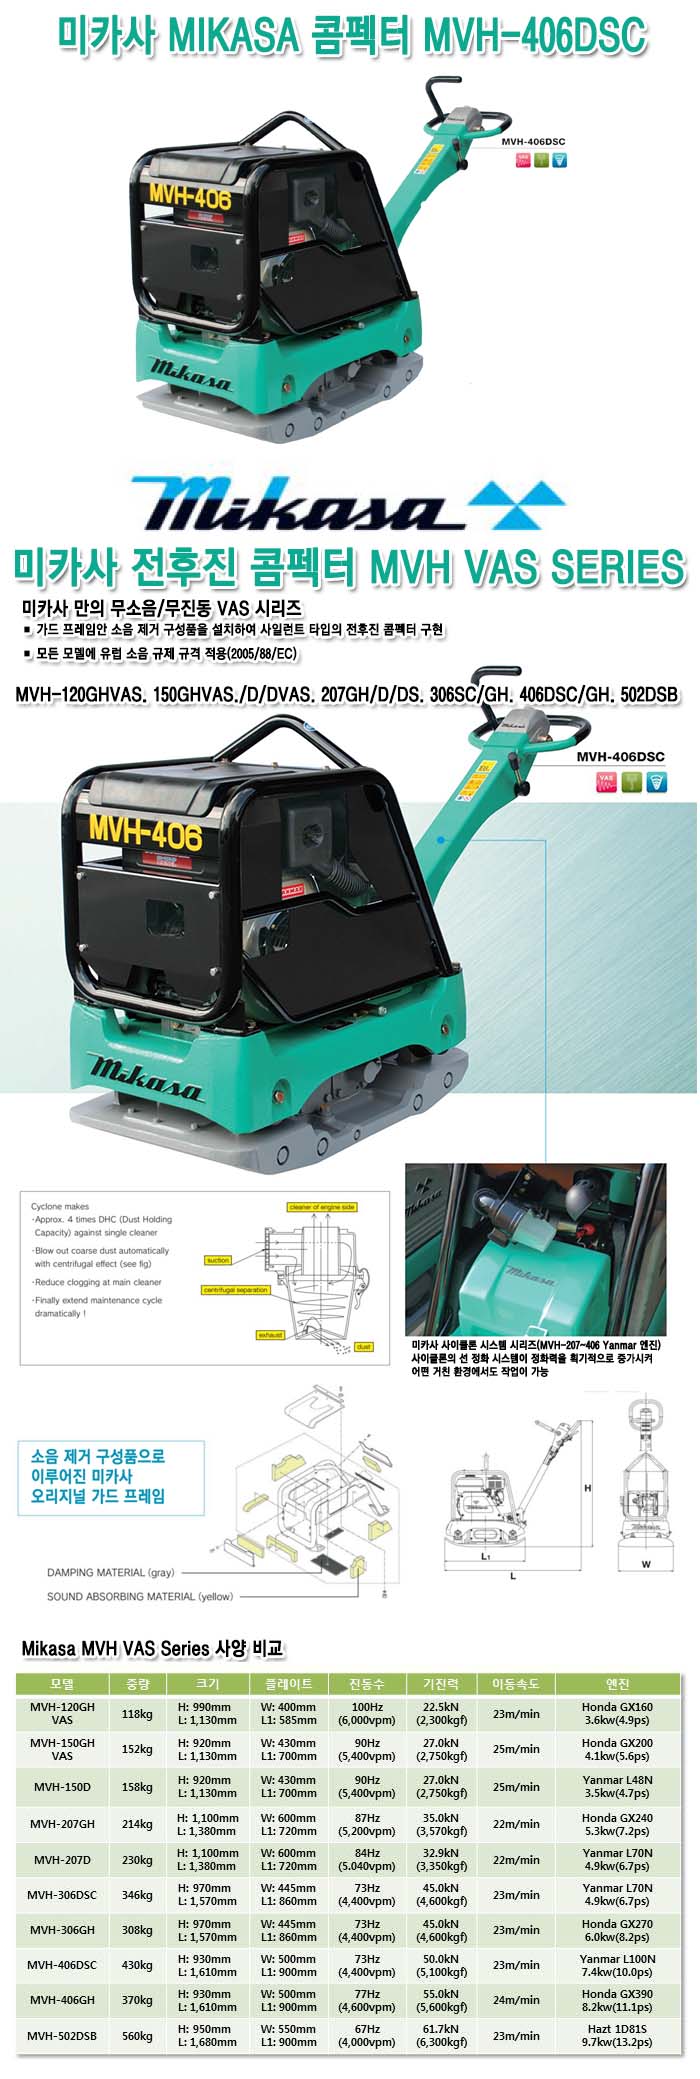 미카사 MIKASA 콤펙터 MVH-406DSC
MVH-406DSC
VAS
MVH-406
Mikasa
mikasa
미카사 전후진 콤펙터 MVH VAS SERIES
미카사 만의 무소음/무진동 VAS 시리즈
▪ 가드 프레임안 소음 제거 구성품을 설치하여 사일런트 타입의 전후진 콤펙터 구현
▪ 모든 모델에 유럽 소음 규제 규격 적용(2005/88/EC)
MVH-120GHVAS. 150GHVAS./D/DVAS. 207GH/D/DS. 306SC/GH. 406DSC/GH. 502DSB
MVH-406DSC
VAS
MVH-406
Mikasa
Cyclone makes
·Approx. 4 times DHC (Dust Holding
Capacity) against single cleaner
·Blow out coarse dust automatically
with centrifugal effect (see fig)
·Reduce clogging at main cleaner
·Finally extend maintenance cycle
dramatically !
cleaner of engine side
suction
centrifugal separation
exhaust
dust
Mikasa
미카사 사이클론 시스템 시리즈(MVH-207~406 Yanmar 엔진)
사이클론의 선 정화 시스템이 정화력을 획기적으로 증가시켜
어떤 거친 환경에서도 작업이 가능
소음 제거 구성품으로
이루어진 미카사
오리지널 가드 프레임
DAMPING MATERIAL (gray)
SOUND ABSORBING MATERIAL (yellow)
H
L1
L
W
Mikasa MVH VAS Series 사양 비교
모델 중량 크기 플레이트 진동수 기진력 이동속도 엔진
MVH-120GH VAS 118kg H: 990mm L: 1,130mm W: 400mm L1: 585mm 100Hz (6,000vpm) 22.5kN (2,300kgf) 23m/min Honda GX160 3.6kw(4.9ps)
MVH-150GH VAS 152kg H: 920mm L: 1,130mm W: 430mm L1: 700mm 90Hz (5,400vpm) 27.0kN (2,750kgf) 25m/min Honda GX200 4.1kw(5.6ps)
MVH-150D 158kg H: 920mm L: 1,130mm W: 430mm L1: 700mm 90Hz (5,400vpm) 27.0kN (2,750kgf) 25m/min Yanmar L48N 3.5kw(4.7ps)
MVH-207GH 214kg H: 1,100mm L: 1,380mm W: 600mm L1: 720mm 87Hz (5,200vpm) 35.0kN (3,570kgf) 22m/min Honda GX240 5.3kw(7.2ps)
MVH-207D 230kg H: 1,100mm L: 1,380mm W: 600mm L1: 720mm 84Hz (5.040vpm) 32.9kN (3,350kgf) 22m/min Yanmar L70N 4.9kw(6.7ps)
MVH-306DSC 346kg H: 970mm L: 1,570mm W: 445mm L1: 860mm 73Hz (4,400vpm) 45.0kN (4,600kgf) 23m/min Yanmar L70N 4.9kw(6.7ps)
MVH-306GH 308kg H: 970mm L: 1,570mm W: 445mm L1: 860mm 73Hz (4,400vpm) 45.0kN (4,600kgf) 23m/min Honda GX270 6.0kw(8.2ps)
MVH-406DSC 430kg H: 930mm L: 1,610mm W: 500mm L1: 900mm 73Hz (4,400vpm) 50.0kN (5,100kgf) 23m/min Yanmar L100N 7.4kw(10.0ps)
MVH-406GH 370kg H: 930mm L: 1,610mm W: 500mm L1: 900mm 77Hz (4,600vpm) 55.0kN (5,600kgf) 24m/min Honda GX390 8.2kw(11.1ps)
MVH-502DSB 560kg H: 950mm L: 1,680mm W: 550mm L1: 900mm 67Hz (4,000vpm) 61.7kN (6,300kgf) 23m/min Hazt 1D81S 9.7kw(13.2ps)